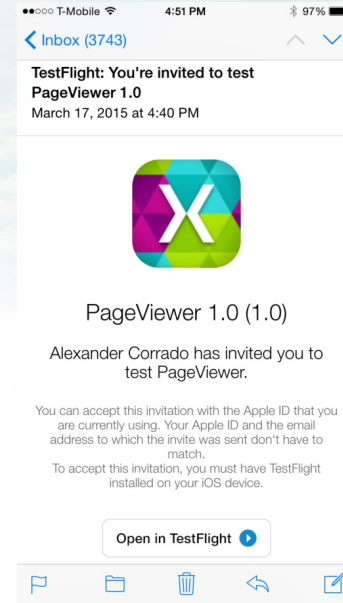 ●●○○○ T-Mobile 4:51 PM 97%
Inbox (3743)
TestFlight: You're invited to test
PageViewer 1.0
March 17, 2015 at 4:40 PM
X
PageViewer 1.0 (1.0)
Alexander Corrado has invited you to
test PageViewer.
You can accept this invitation with the Apple ID that you
are currently using. Your Apple ID and the email
address to which the invite was sent don't have to
match.
To accept this invitation, you must have TestFlight
installed on your iOS device.
Open in TestFlight